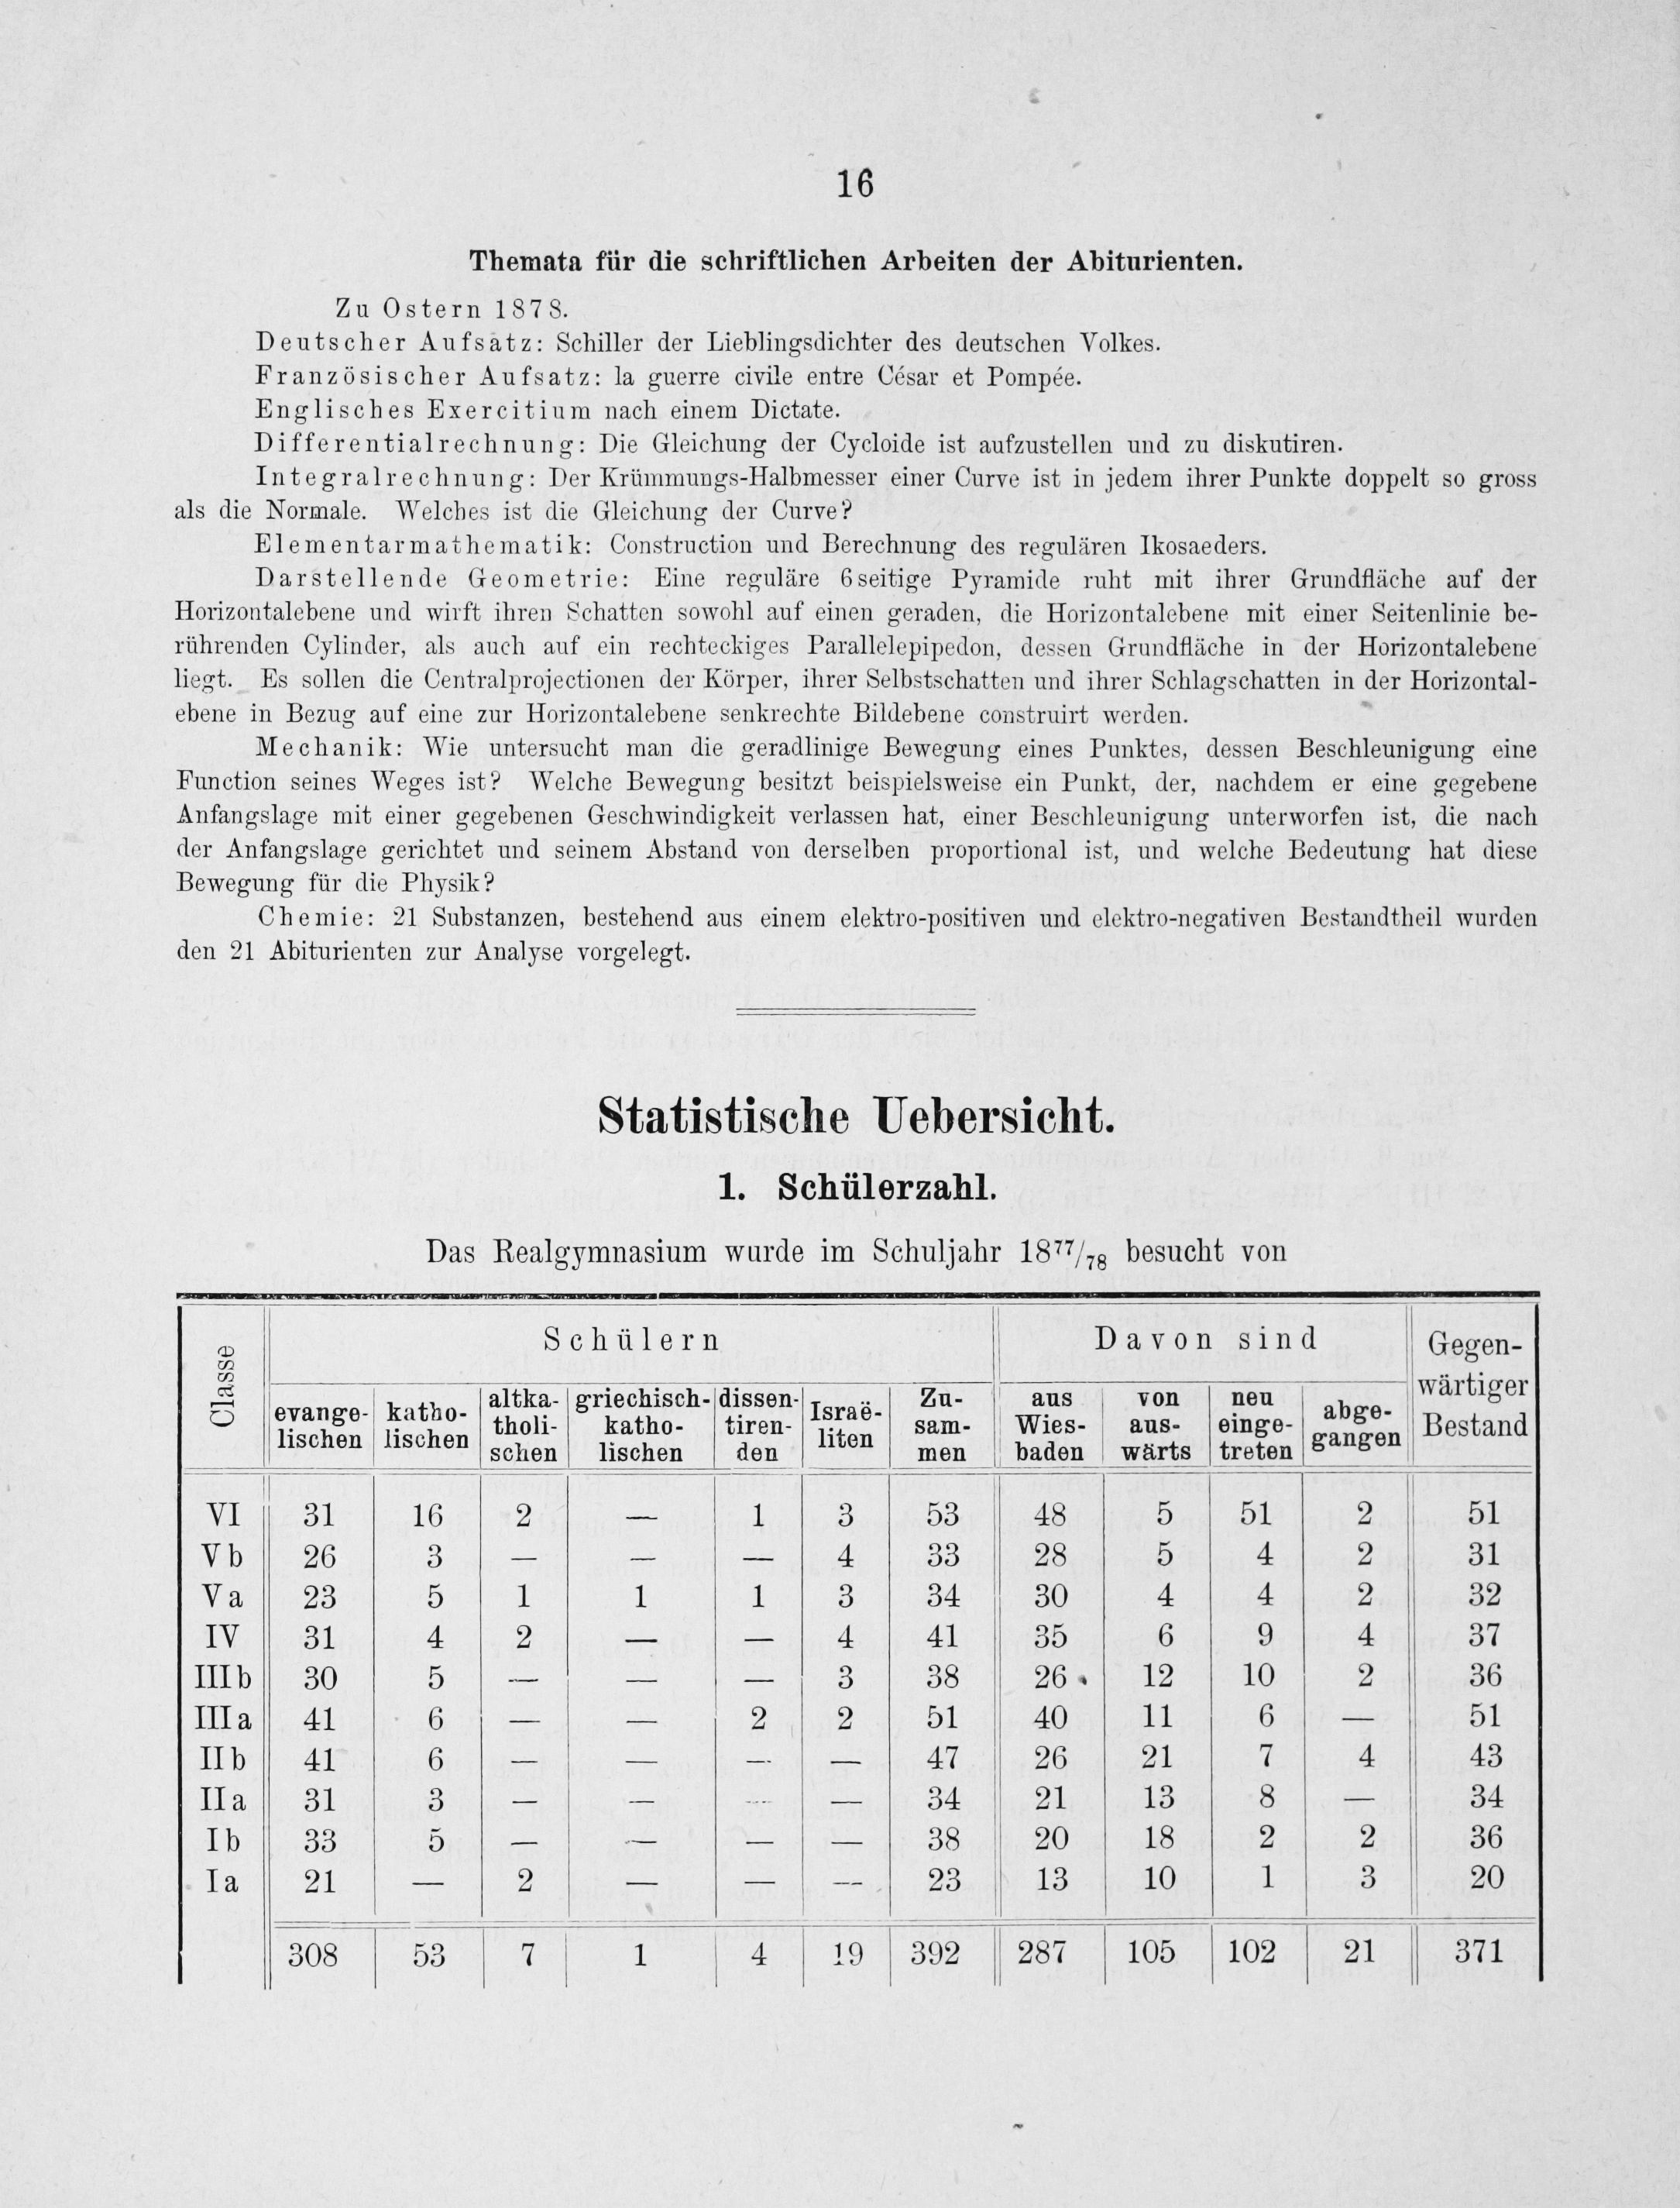 16
Themata für die schriftlichen Arbeiten der Abiturienten.
Zu Ostern 1878.
Deutscher Aufsatz: Schiller der Lieblingsdichter des deutschen Volkes.
Französischer Aufsatz: la guerre civile entre César et Pompée.
Englisches Exercitium nach einem Dictate.
Differentialrechnung: Die Gleichung der Cycloide ist aufzustellen und zu diskutiren.
Integralrechnung: Der Krümmungs-Halbmesser einer Curve ist in jedem ihrer Punkte doppelt so gross
als die Normale. Welches ist die Gleichung der Curve?
Elementarmathematik: Construction und Berechnung des regulären Ikosaeders.
Darstellende Geometrie: Eine reguläre 6seitige Pyramide ruht mit ihrer Grundfläche auf der
Horizontalebene und wirft ihren Schatten sowohl auf einen geraden, die Horizontalebene mit einer Seitenlinie be-
rührenden Cylinder, als auch auf ein rechteckiges Parallelepipedon, dessen Grundfläche in der Horizontalebene
liegt. Es sollen die Centralprojectionen der Körper, ihrer Selbstschatten und ihrer Schlagschatten in der Horizontal-
ebene in Bezug auf eine zur Horizontalebene senkrechte Bildebene construirt werden.
Mechanik: Wie untersucht man die geradlinige Bewegung eines Punktes, dessen Beschleunigung eine
Function seines Weges ist? Welche Bewegung besitzt beispielsweise ein Punkt, der, nachdem er eine gegebene
Anfangslage mit einer gegebenen Geschwindigkeit verlassen hat, einer Beschleunigung unterworfen ist, die nach
der Anfangslage gerichtet und seinem Abstand von derselben proportional ist, und welche Bedeutung hat diese
Bewegung für die Physik?
Chemie: 21 Substanzen, bestehend aus einem elektro-positiven und elektro-negativen Bestandtheil wurden
den 21 Abiturienten zur Analyse vorgelegt.
Statistische Uebersicht.
1. Schülerzahl.
Das Realgymnasium wurde im Schuljahr 18⁷⁷/₇₈ besucht von
Classe Schülern Davon sind Gegen-
wärtiger
Bestand
evange-
lischen
katho-
lischen
altka-
tholi-
schen
griechisch-
katho-
lischen
dissen-
tiren-
den
Israë-
liten
Zu-
sam-
men
aus
Wies-
baden
von
aus-
wärts
neu
einge-
treten
abge-
gangen
VI 31 16 2 — 1 3 53 48 5 51 2 51
Vb 26 3 — — — 4 33 28 5 4 2 31
Va 23 5 1 1 1 3 34 30 4 4 2 32
IV 31 4 2 — — 4 41 35 6 9 4 37
IIIb 30 5 — — — 3 38 26 12 10 2 36
IIIa 41 6 — — 2 2 51 40 11 6 — 51
IIb 41 6 — — — — 47 26 21 7 4 43
IIa 31 3 — — — — 34 21 13 8 — 34
Ib 33 5 — — — — 38 20 18 2 2 36
Ia 21 — 2 — — — 23 13 10 1 3 20
308 53 7 1 4 19 392 287 105 102 21 371